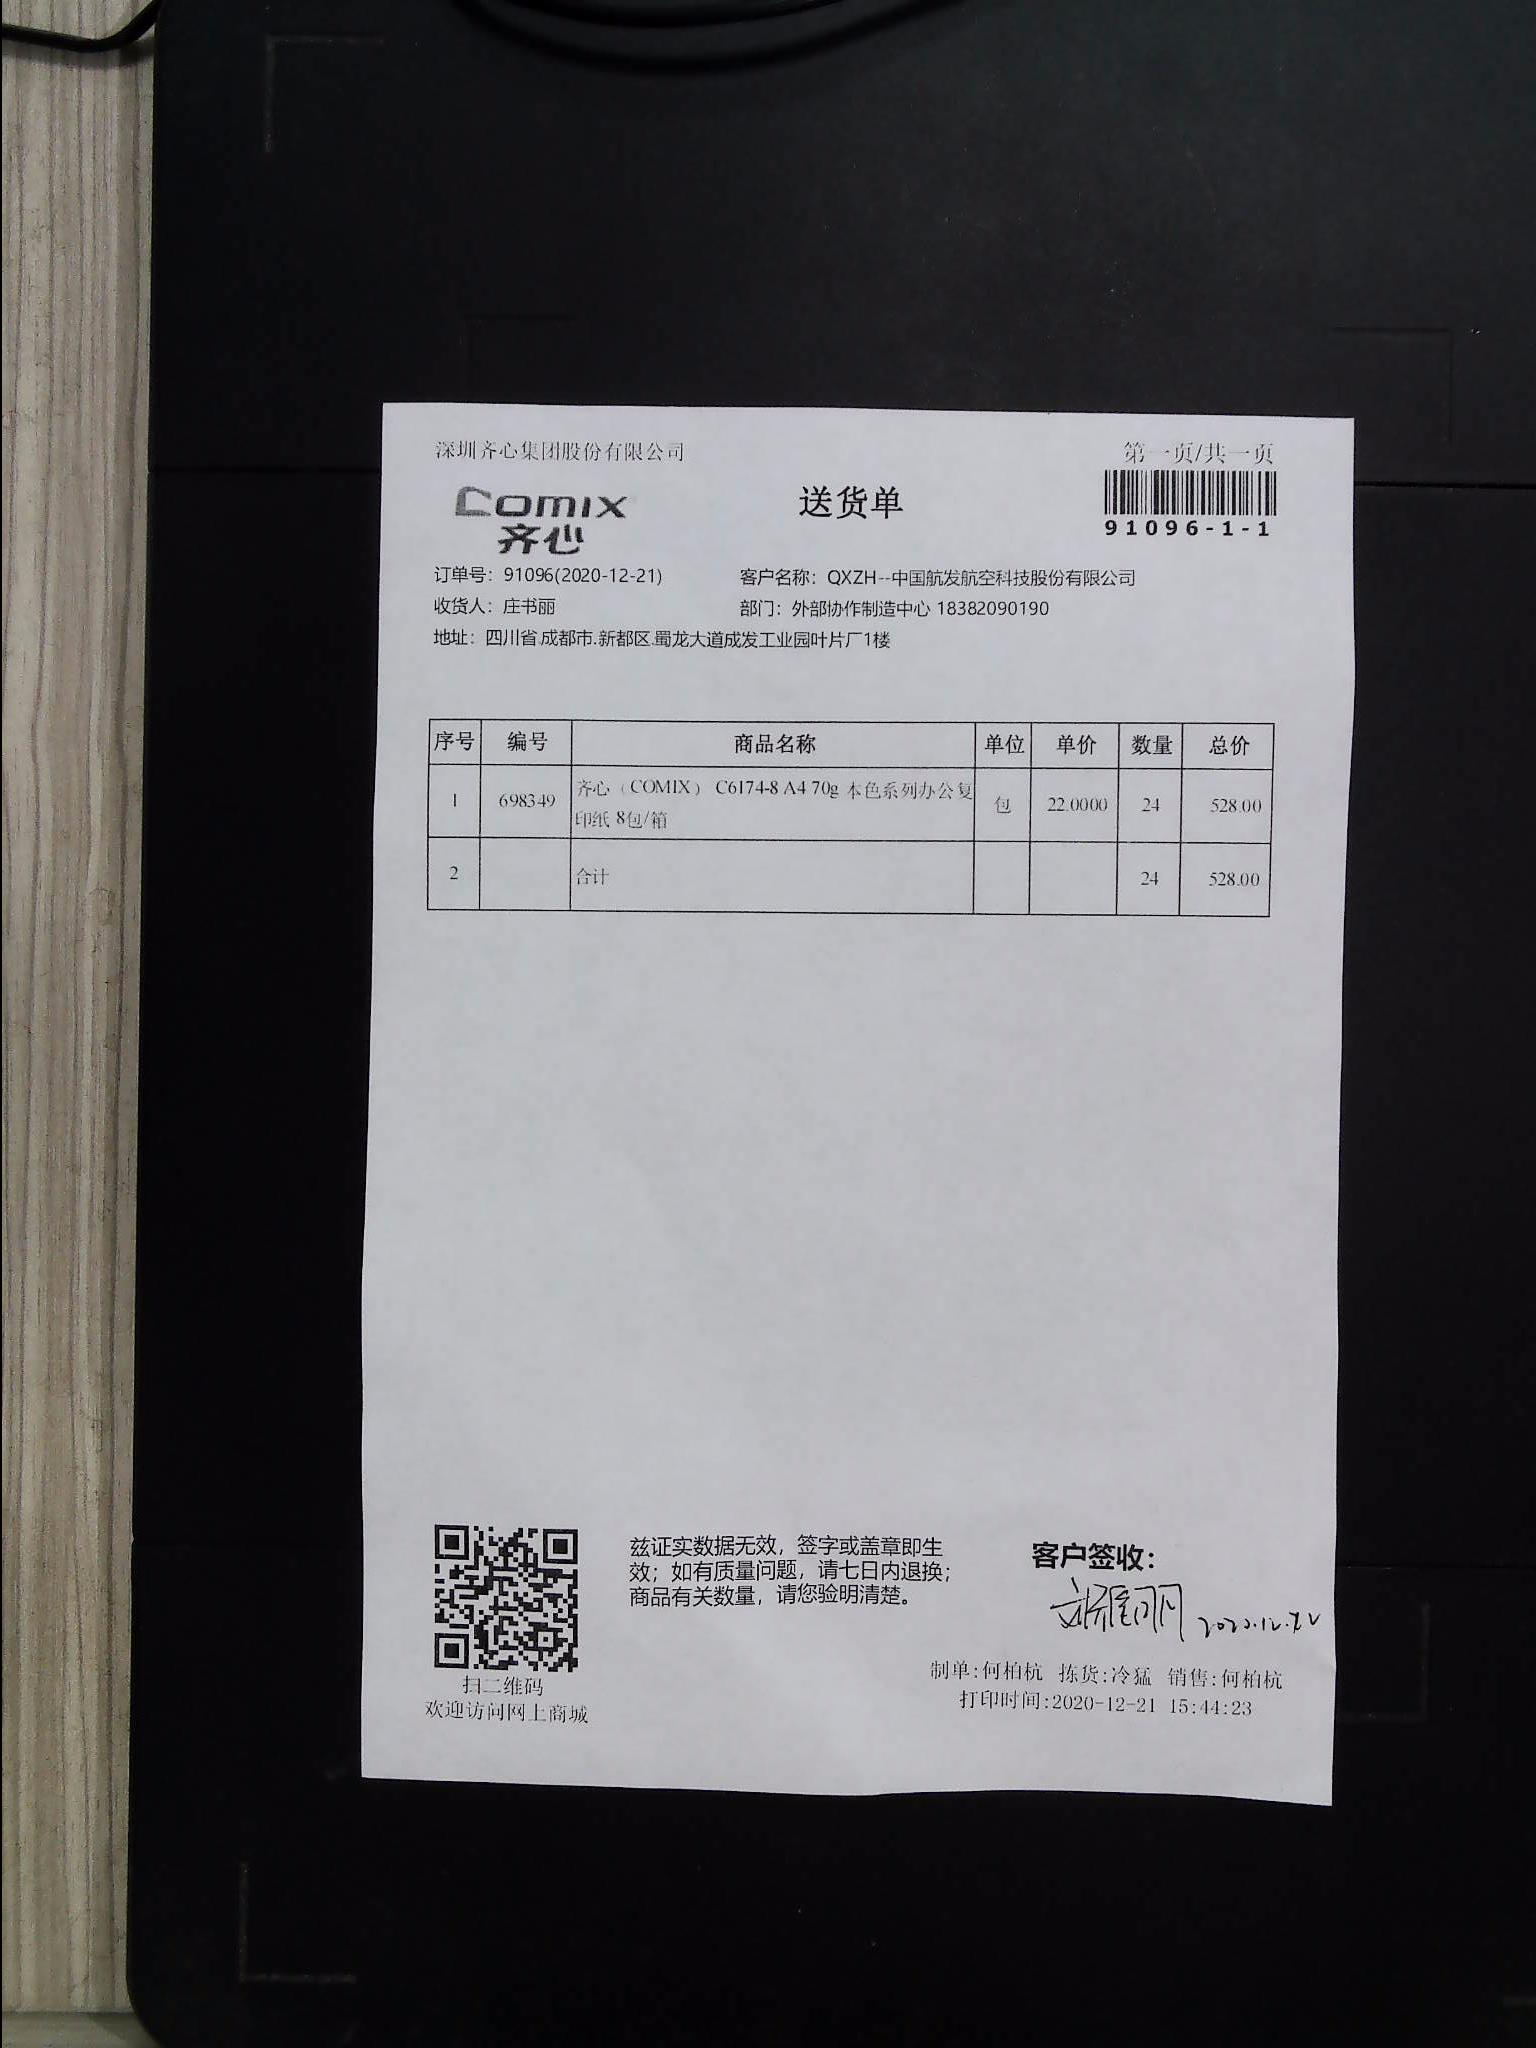 深圳齐心集团股份有限公司
第一页/共一页
comix
齐心
送货单
91096-1-1
订单号：91096(2020-12-21)
客户名称：QXZH--中国航发航空科技股份有限公司
收货人：庄书丽
部门：外部协作制造中心 18382090190
地址：四川省.成都市.新都区.蜀龙大道成发工业园叶片厂1楼
序号 编号 商品名称 单位 单价 数量 总价
1 698349 齐心（COMIX） C6174-8 A4 70g 本色系列办公复 包 22.0000 24 528.00
印纸 8包/箱
2 合计 24 528.00
兹证实数据无效，签字或盖章即生
效；如有质量问题，请七日内退换；
商品有关数量，请您验明清楚。
客户签收：
扫二维码
欢迎访问网上商城
制单:何柏杭 拣货:冷猛 销售:何柏杭
打印时间:2020-12-21 15:44:23